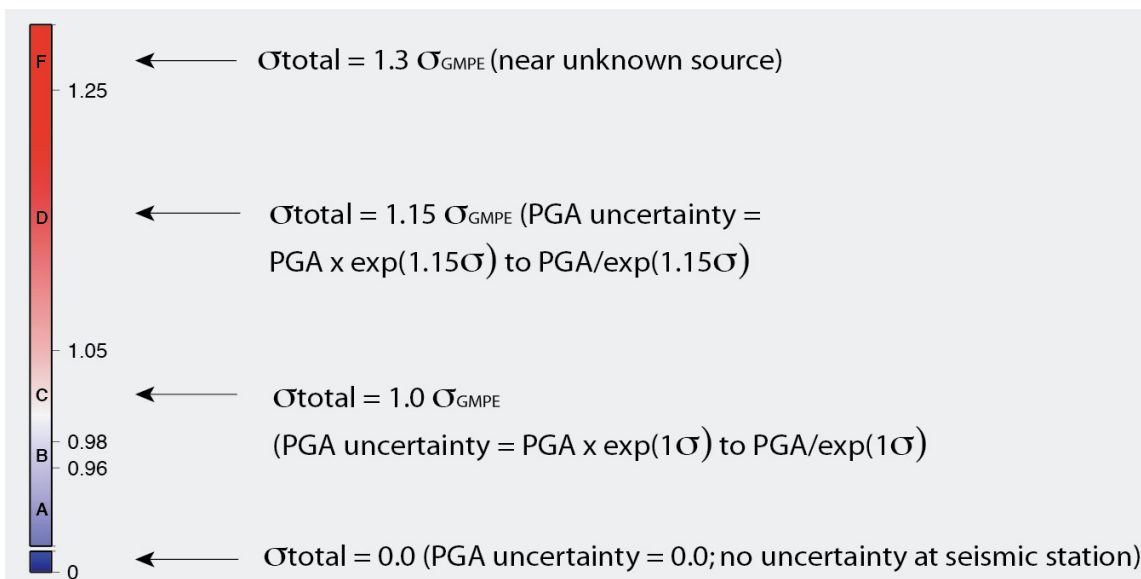 F
σtotal = 1.3 σGMPE (near unknown source)
1.25
D
σtotal = 1.15 σGMPE (PGA uncertainty =
PGA x exp(1.15σ) to PGA/exp(1.15σ)
1.05
C
σtotal = 1.0 σGMPE
0.98
(PGA uncertainty = PGA x exp(1σ) to PGA/exp(1σ)
B
0.96
A
σtotal = 0.0 (PGA uncertainty = 0.0; no uncertainty at seismic station)
0